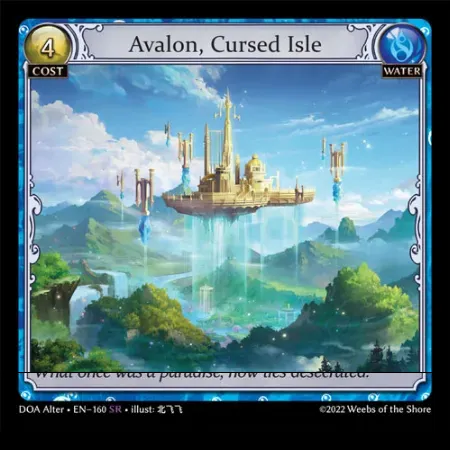 4
COST
Avalon, Cursed Isle
WATER
What once was a paradise, now lies desecrated.
DOA Alter • EN-160 SR • illust: 北飞飞
©2022 Weebs of the Shore